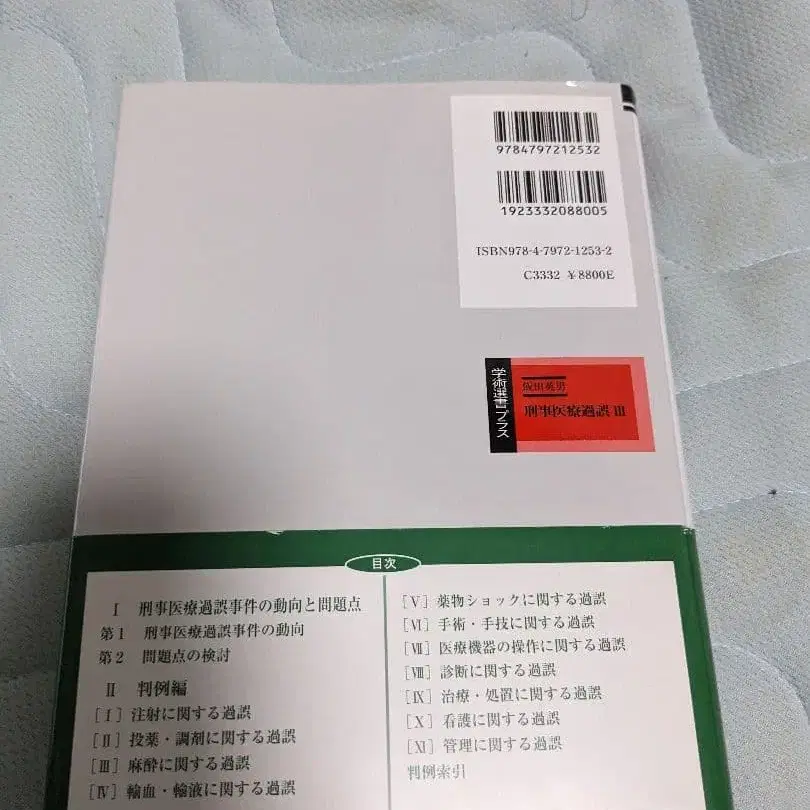 9784797212532
1923332088005
ISBN978-4-7972-1253-2
C3332 ¥8800E
学術選書プラス
飯田英男
刑事医療過誤 III
目次
I 刑事医療過誤事件の動向と問題点
第1 刑事医療過誤事件の動向
第2 問題点の検討
II 判例編
[I] 注射に関する過誤
[II] 投薬・調剤に関する過誤
[III] 麻酔に関する過誤
[IV] 輸血・輸液に関する過誤
[V] 薬物ショックに関する過誤
[VI] 手術・手技に関する過誤
[VII] 医療機器の操作に関する過誤
[VIII] 診断に関する過誤
[IX] 治療・処置に関する過誤
[X] 看護に関する過誤
[XI] 管理に関する過誤
判例索引